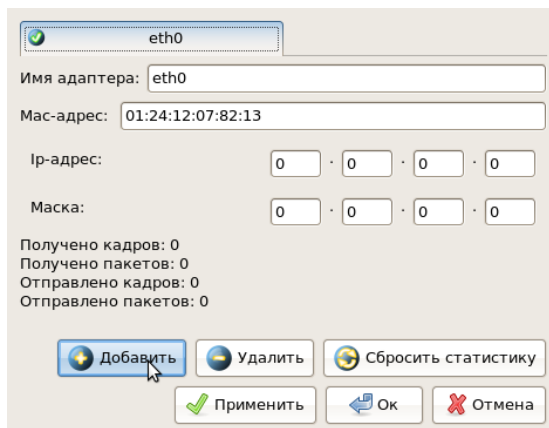 eth0
Имя адаптера: eth0
Mac-адрес: 01:24:12:07:82:13
Ip-адрес: 0 . 0 . 0 . 0
Маска: 0 . 0 . 0 . 0
Получено кадров: 0
Получено пакетов: 0
Отправлено кадров: 0
Отправлено пакетов: 0
Добавить Удалить Сбросить статистику
Применить Ок Отмена